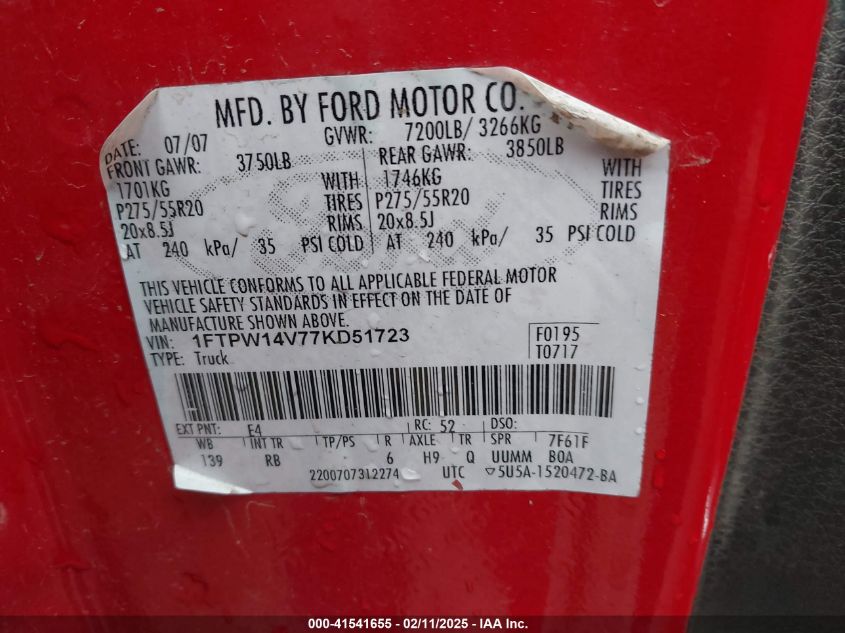 MFD. BY FORD MOTOR CO.
DATE: 07/07 GVWR: 7200LB/ 3266KG
FRONT GAWR: 3750LB REAR GAWR: 3850LB
1701KG WITH 1746KG WITH
P275/55R20 TIRES P275/55R20 TIRES
20x8.5J RIMS 20x8.5J RIMS
AT 240 kPa/ 35 PSI COLD AT 240 kPa/ 35 PSI COLD
THIS VEHICLE CONFORMS TO ALL APPLICABLE FEDERAL MOTOR
VEHICLE SAFETY STANDARDS IN EFFECT ON THE DATE OF
MANUFACTURE SHOWN ABOVE.
VIN: 1FTPW14V77KD51723 F0195
TYPE: Truck T0717
EXT PNT: E4 RC: 52 DSO:
WB INT TR TP/PS R AXLE TR SPR 7F61F
139 RB 6 H9 Q UUMM BOA
2200707312274 UTC ▽5U5A-1520472-BA
000-41541655 - 02/11/2025 - IAA Inc.